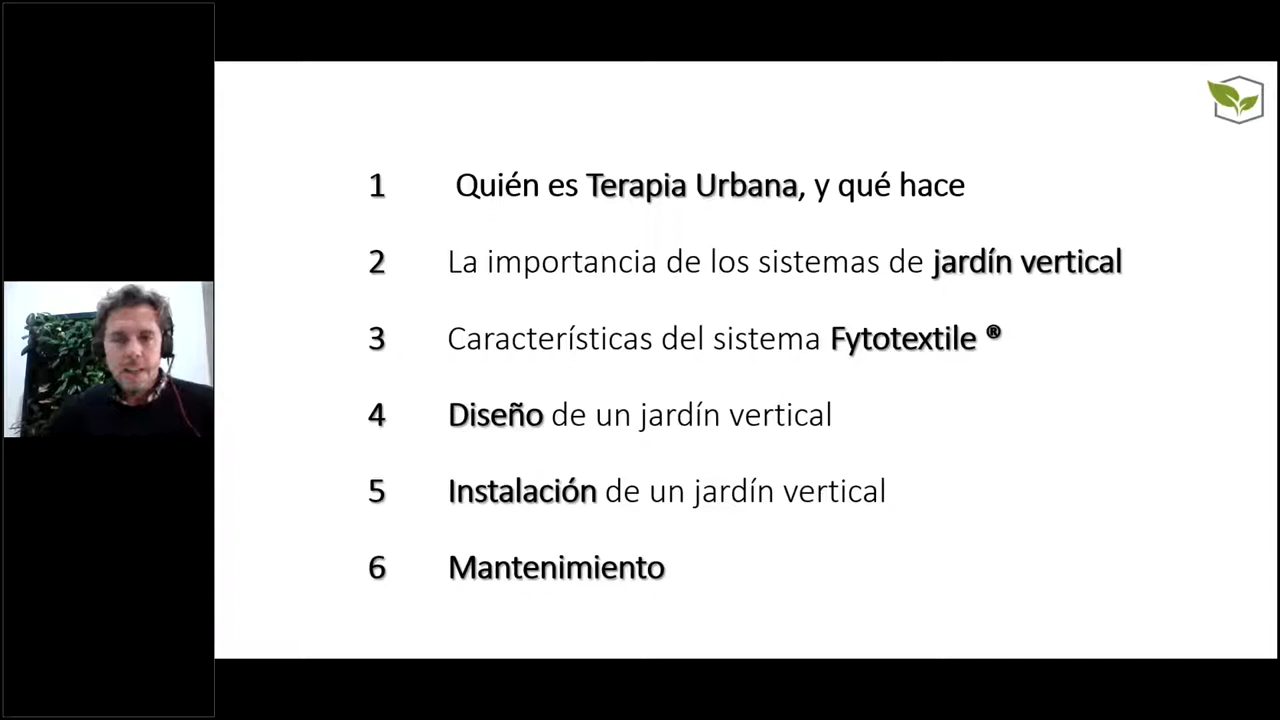 1 Quién es Terapia Urbana, y qué hace
2 La importancia de los sistemas de jardín vertical
3 Características del sistema Fytotextile ®
4 Diseño de un jardín vertical
5 Instalación de un jardín vertical
6 Mantenimiento